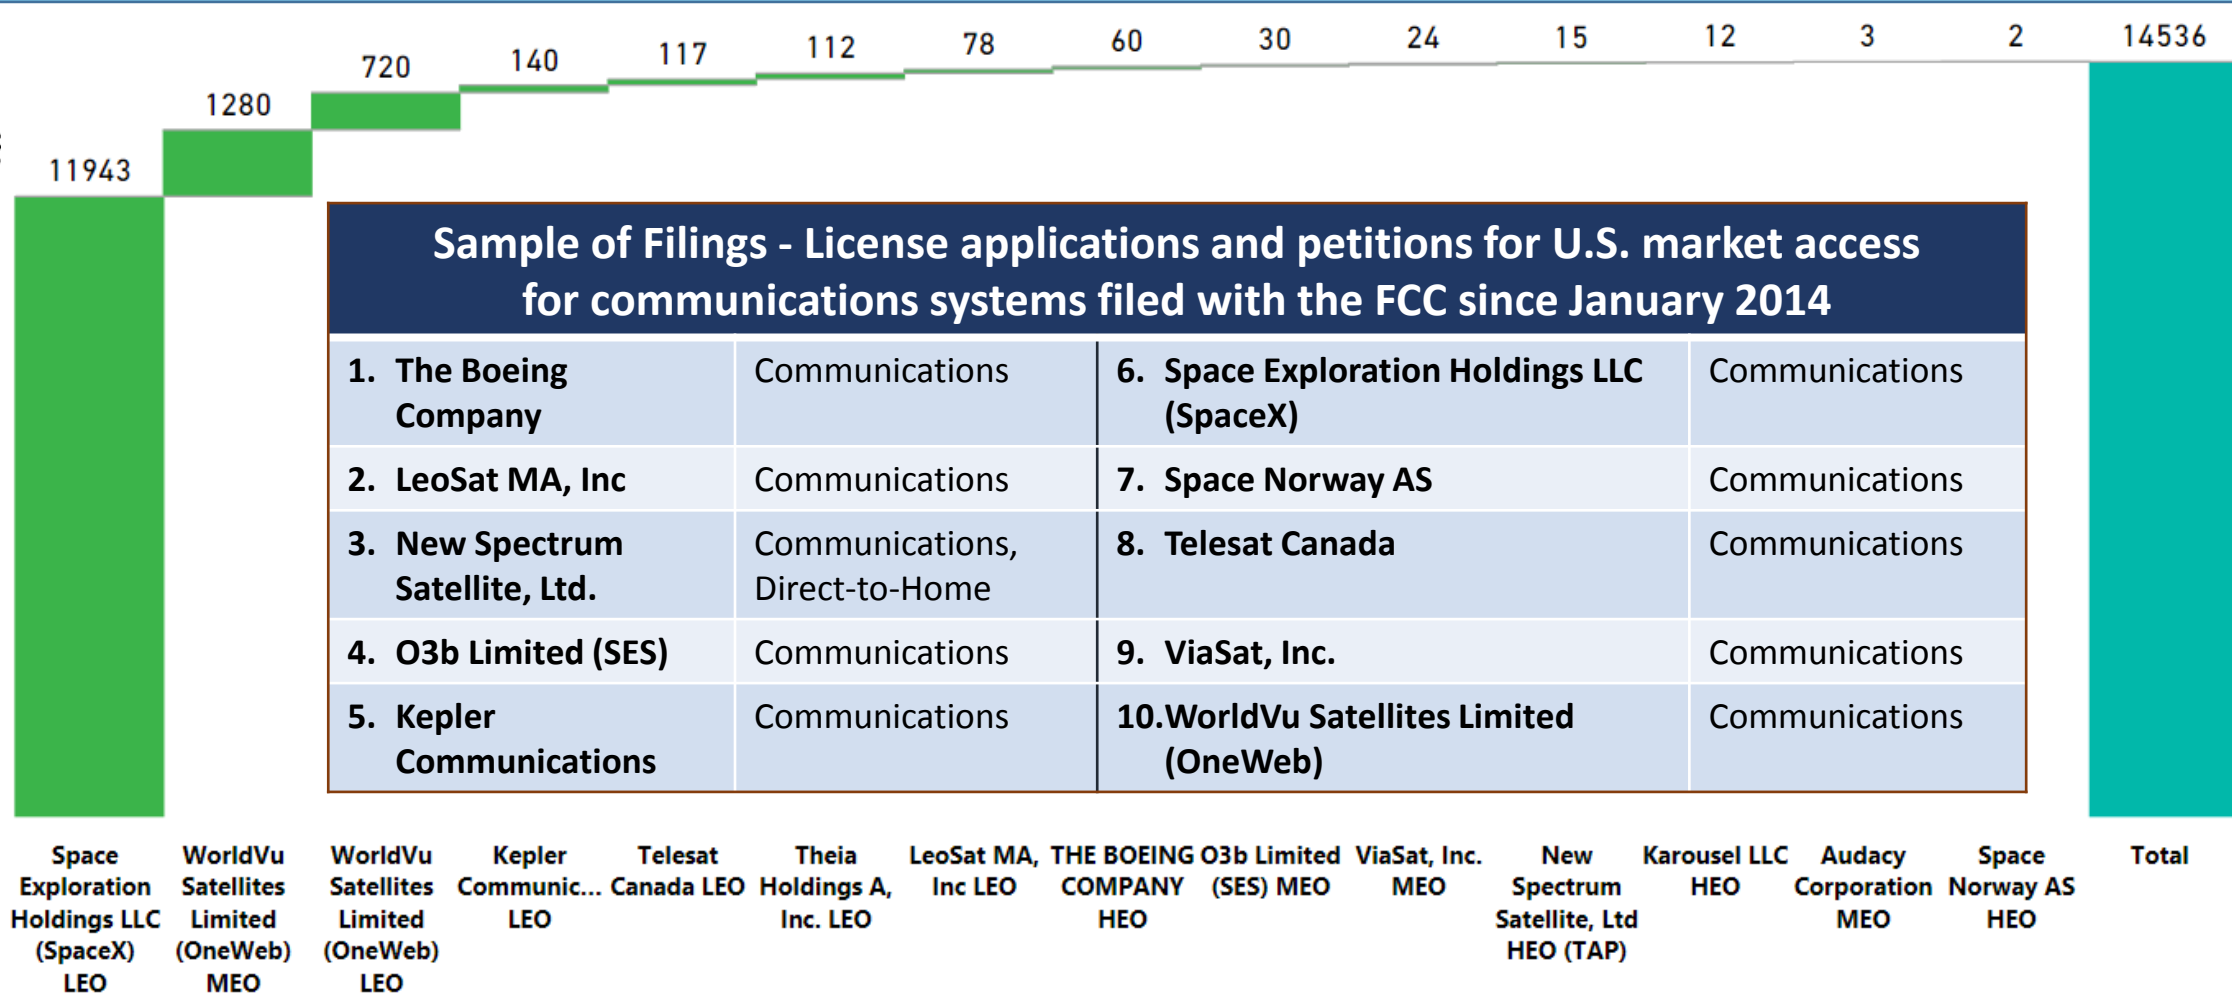 11943
1280
720
140
117
112
78
60
30
24
15
12
3
2
14536
Sample of Filings - License applications and petitions for U.S. market access
for communications systems filed with the FCC since January 2014
1. The Boeing
Company
Communications
6. Space Exploration Holdings LLC
(SpaceX)
Communications
2. LeoSat MA, Inc
Communications
7. Space Norway AS
Communications
3. New Spectrum
Satellite, Ltd.
Communications,
Direct-to-Home
8. Telesat Canada
Communications
4. O3b Limited (SES)
Communications
9. ViaSat, Inc.
Communications
5. Kepler
Communications
Communications
10.WorldVu Satellites Limited
(OneWeb)
Communications
Space
Exploration
Holdings LLC
(SpaceX)
LEO
WorldVu
Satellites
Limited
(OneWeb)
MEO
WorldVu
Satellites
Limited
(OneWeb)
LEO
Kepler
Communic...
LEO
Telesat
Canada LEO
Theia
Holdings A,
Inc. LEO
LeoSat MA,
Inc LEO
THE BOEING
COMPANY
HEO
O3b Limited
(SES) MEO
ViaSat, Inc.
MEO
New
Spectrum
Satellite, Ltd
HEO (TAP)
Karousel LLC
HEO
Audacy
Corporation
MEO
Space
Norway AS
HEO
Total